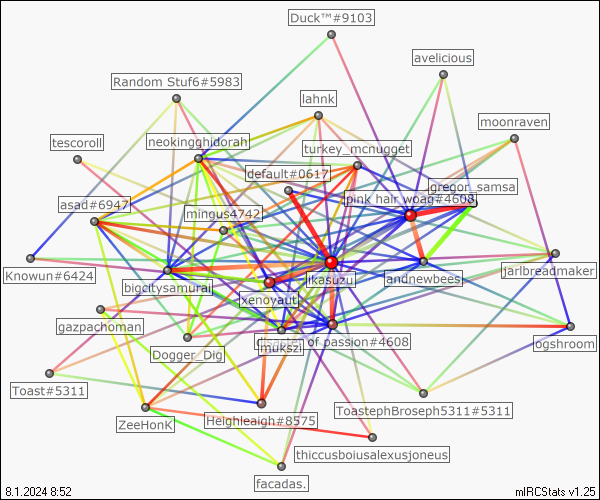 Duck™#9103
avelicious
Random Stuf6#5983
lahnk
moonraven
tescoroll
neokingghidorah
turkey_mcnugget
default#0617
gregor_samsa
pink hair woag#4608
asad#6947
mingus4742
Knowun#6424
bigcitysamurai
likasuzu
andnewbees
Jarlbreadmaker
xenoyaut
gazpachoman
disaster of passion#4608
mukszi
ogshroom
Dogger_Dig
Toast#5311
ToastephBroseph5311#5311
ZeeHonK
Heighleaigh#8575
thiccusboiusalexusjoneus
facadas.
8.1.2024 8:52
mIRCStats v1.25